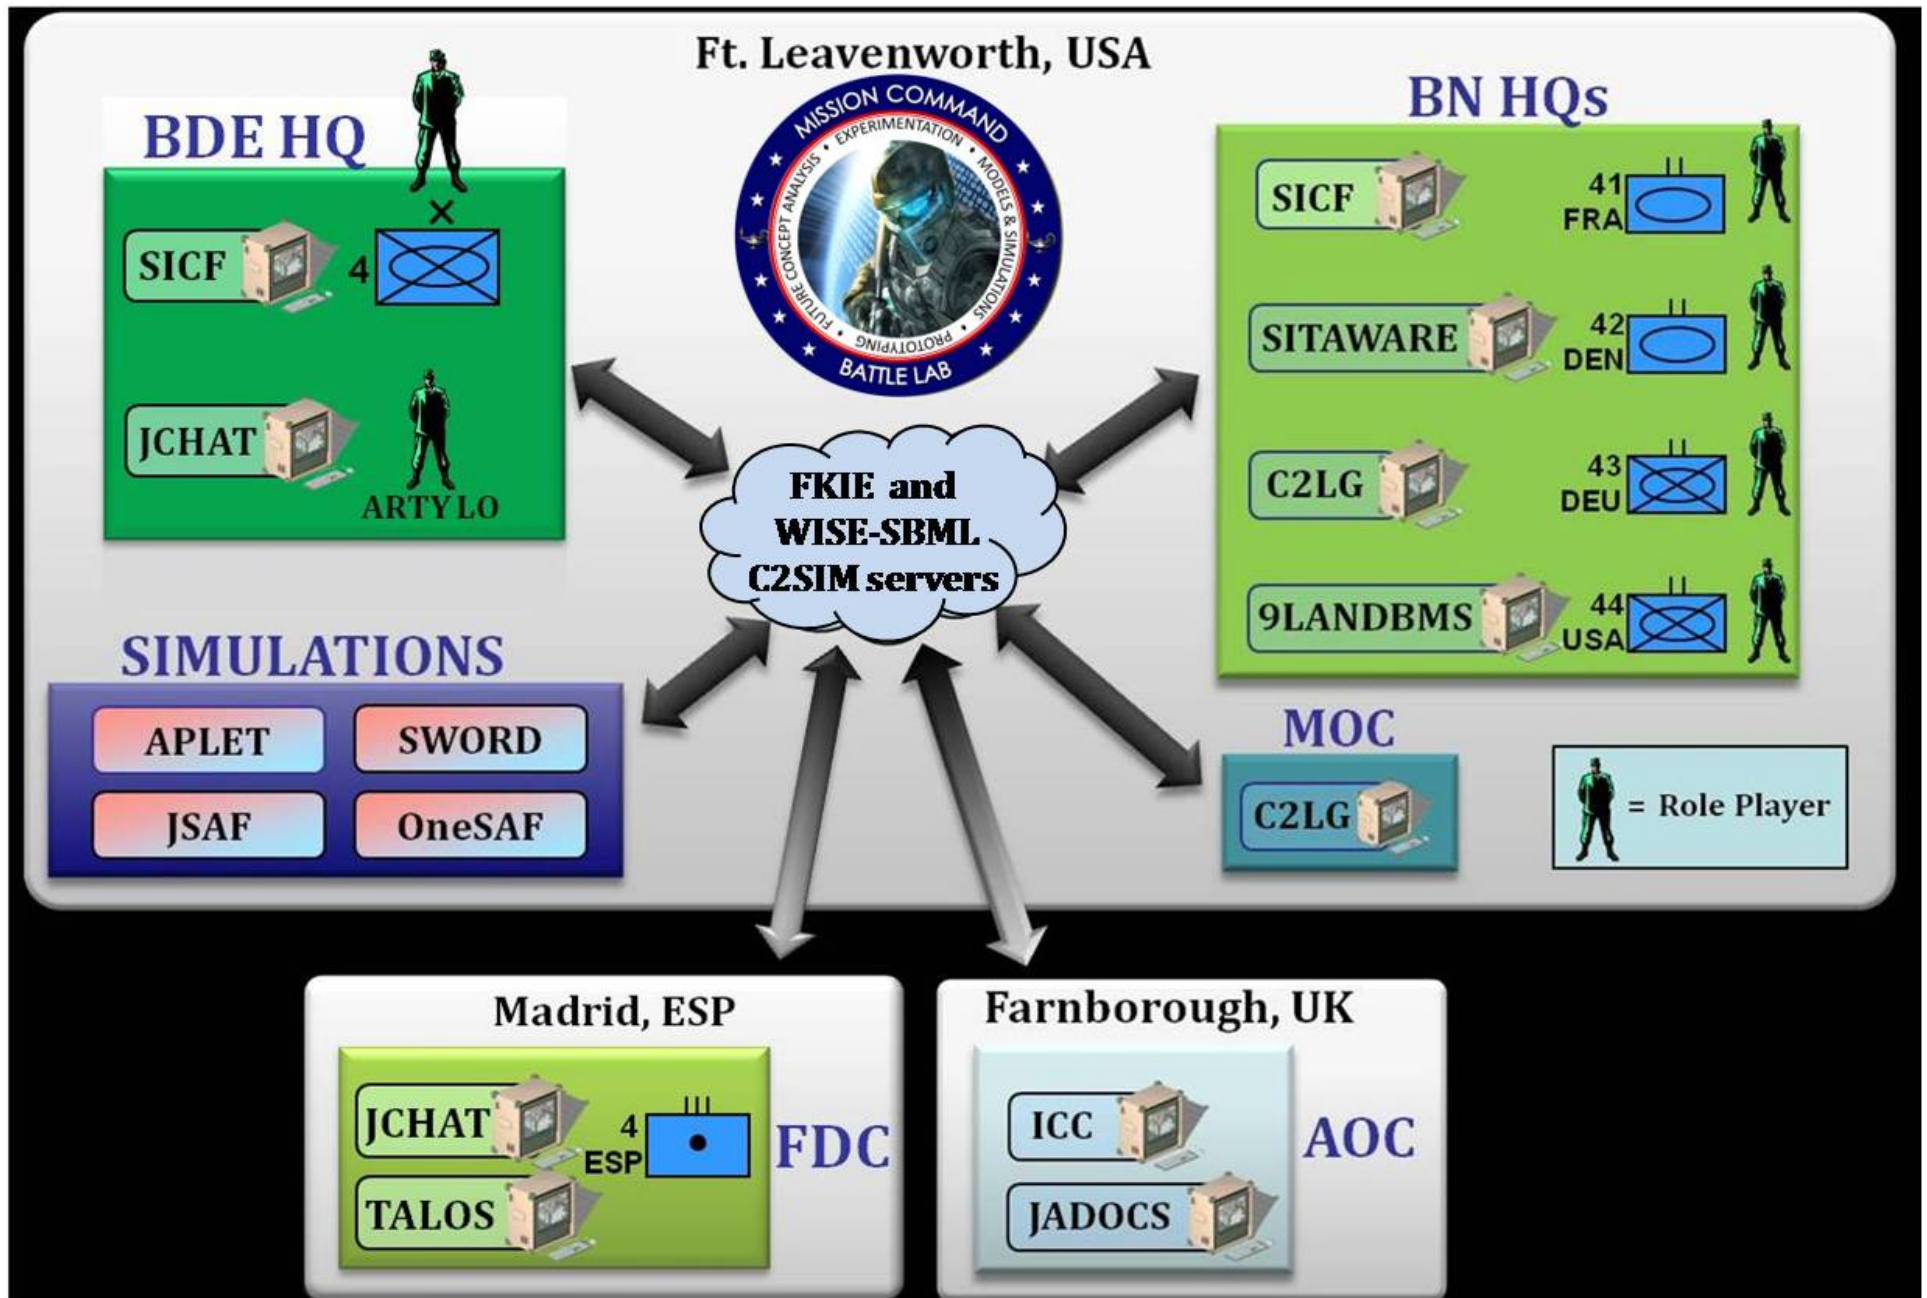 Ft. Leavenworth, USA
MISSION COMMAND
EXPERIMENTATION • MODELS & SIMULATIONS • PROTOTYPING • FUTURE CONCEPT ANALYSIS •
BATTLE LAB
BDE HQ
SICF
4
JCHAT
ARTY LO
BN HQs
SICF
41
FRA
SITAWARE
42
DEN
C2LG
43
DEU
9LANDBMS
44
USA
FKIE and
WISE-SBML
C2SIM servers
SIMULATIONS
APLET
SWORD
JSAF
OneSAF
MOC
C2LG
= Role Player
Madrid, ESP
JCHAT
4
ESP
TALOS
FDC
Farnborough, UK
ICC
JADOCS
AOC